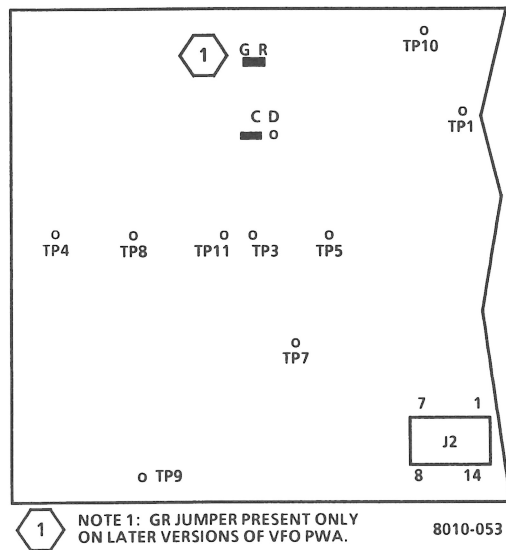 TP10
1 G R
TP1
C D
TP4 TP8 TP11 TP3 TP5
TP7
7 1
J2
8 14
TP9
1 NOTE 1: GR JUMPER PRESENT ONLY
ON LATER VERSIONS OF VFO PWA.
8010-053